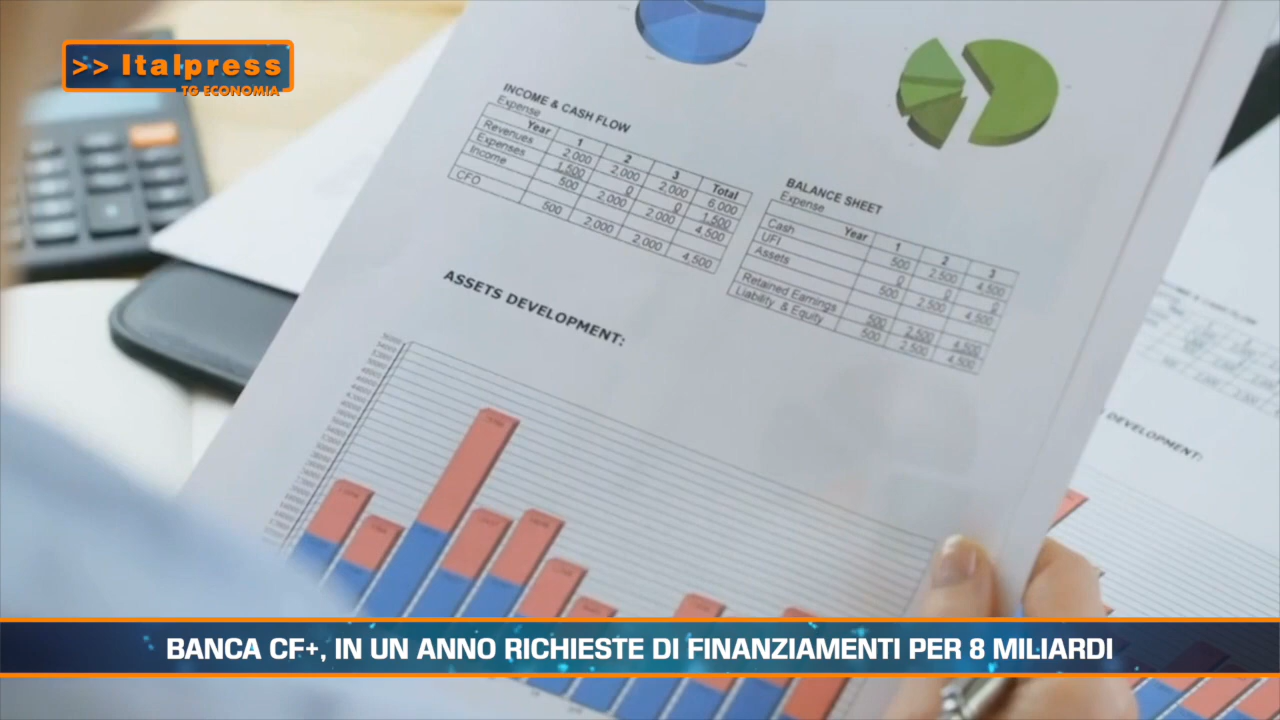 >> Italpress
TG ECONOMIA
INCOME & CASH FLOW
Expense
Year 1 2 3 Total
Revenues 2,000 2,000 2,000 6,000
Expenses 1,500 0 0 1,500
Income 500 2,000 2,000 4,500
CFO 500 2,000 2,000 4,500
BALANCE SHEET
Expense
Year 1 2 3
Cash 500 2,500 4,500
UFI 0 0 0
Assets 500 2,500 4,500
Retained Earnings 500 2,500 4,500
Liability & Equity 500 2,500 4,500
ASSETS DEVELOPMENT:
DEVELOPMENT:
BANCA CF+, IN UN ANNO RICHIESTE DI FINANZIAMENTI PER 8 MILIARDI